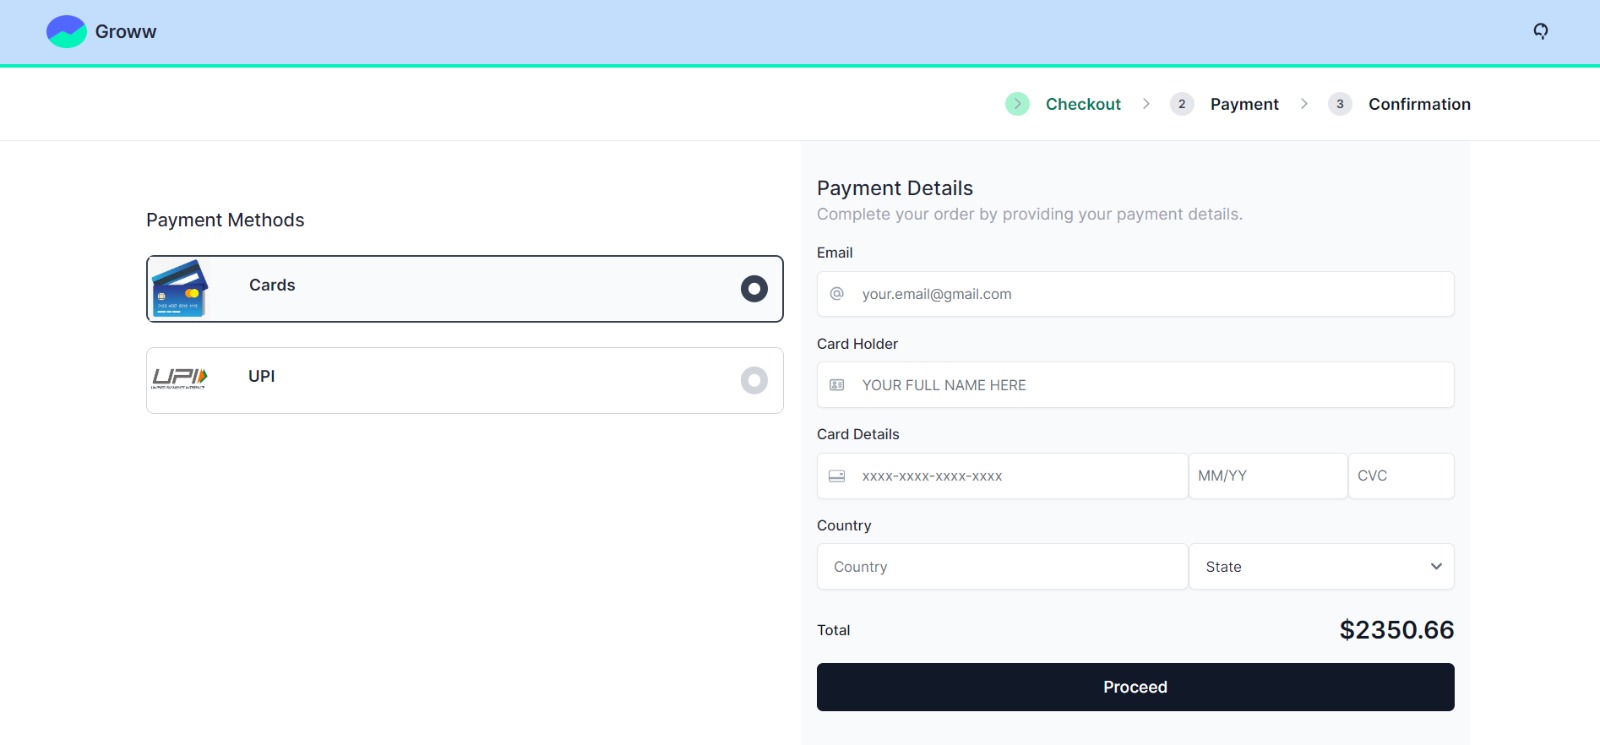 Groww
Checkout
2
Payment
3
Confirmation
Payment Methods
Cards
UPI
UPI
Payment Details
Complete your order by providing your payment details.
Email
@ your.email@gmail.com
Card Holder
YOUR FULL NAME HERE
Card Details
xxxx-xxxx-xxxx-xxxx
MM/YY
CVC
Country
Country
State
Total
$2350.66
Proceed